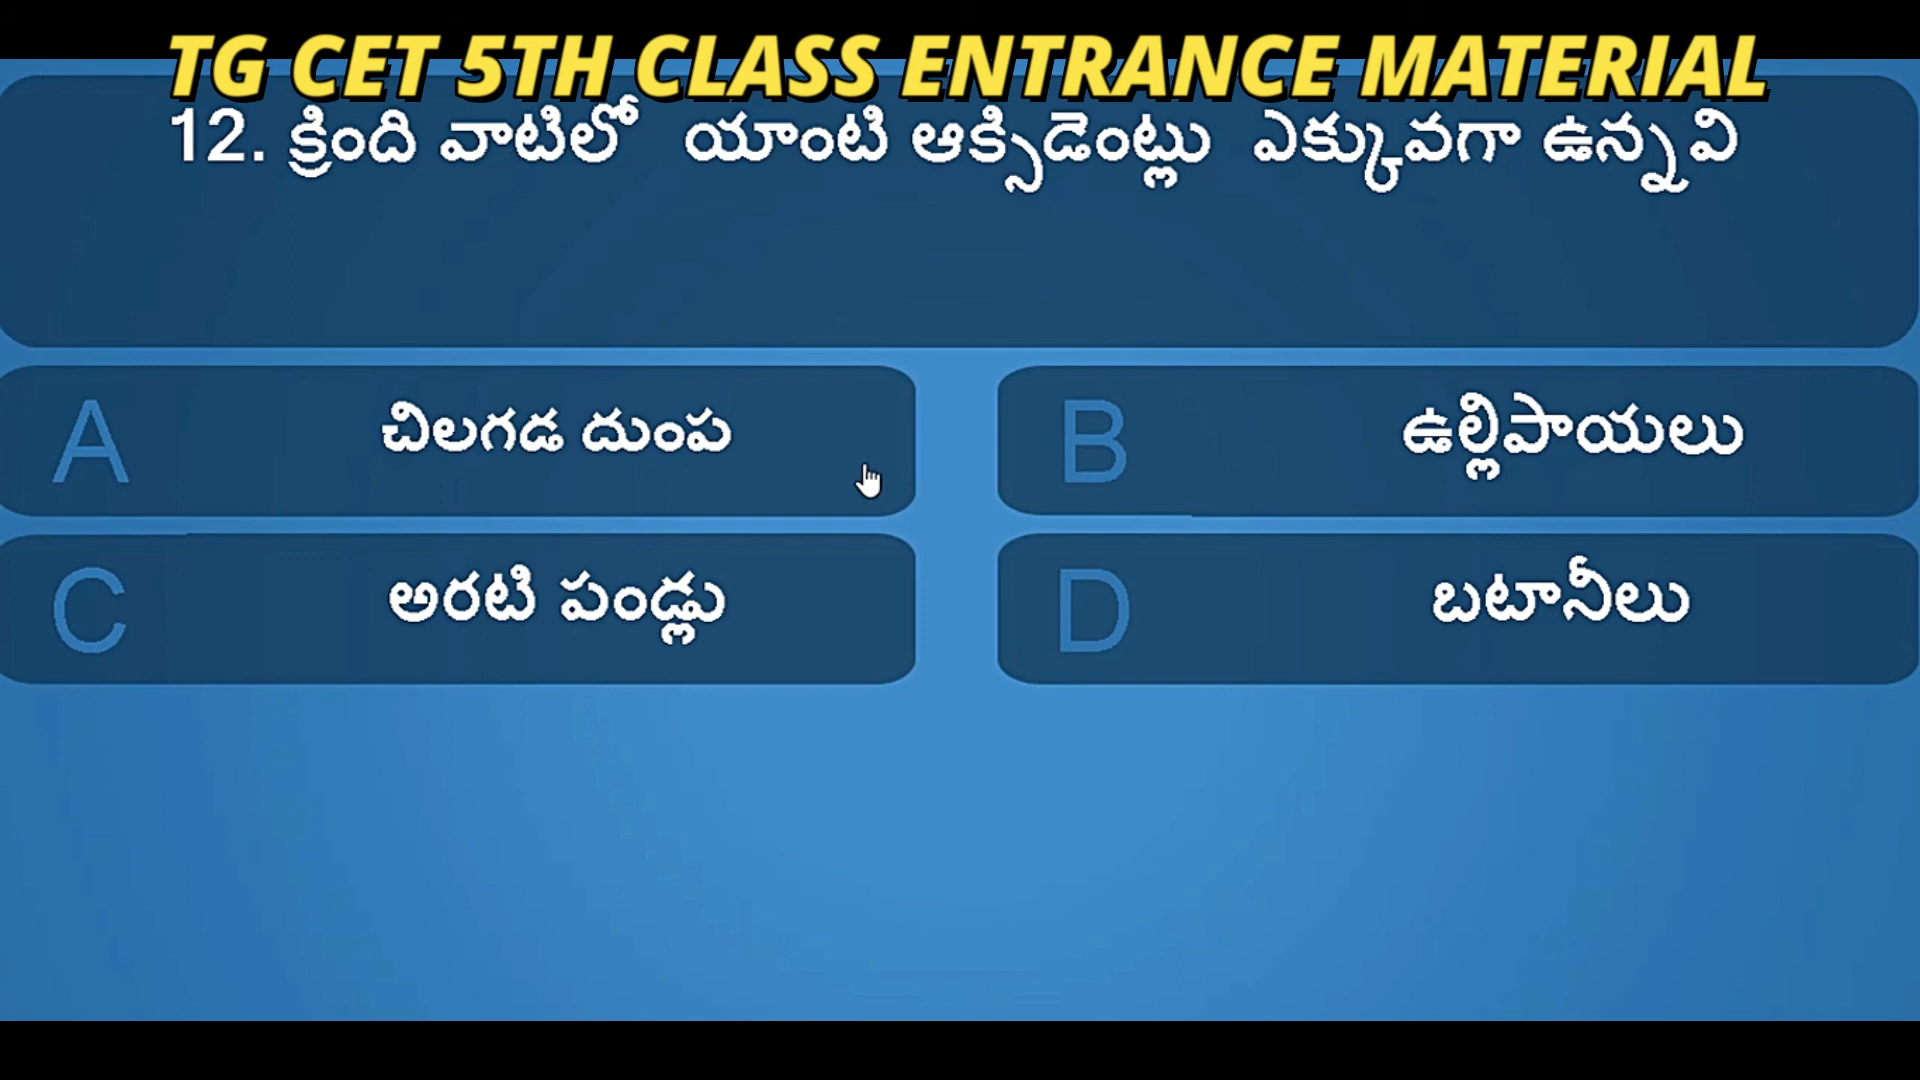 TG CET 5TH CLASS ENTRANCE MATERIAL
12. క్రింది వాటిలో యాంటి ఆక్సిడెంట్లు ఎక్కువగా ఉన్నవి
A చిలగడ దుంప
B ఉల్లిపాయలు
C అరటి పండ్లు
D బటానీలు